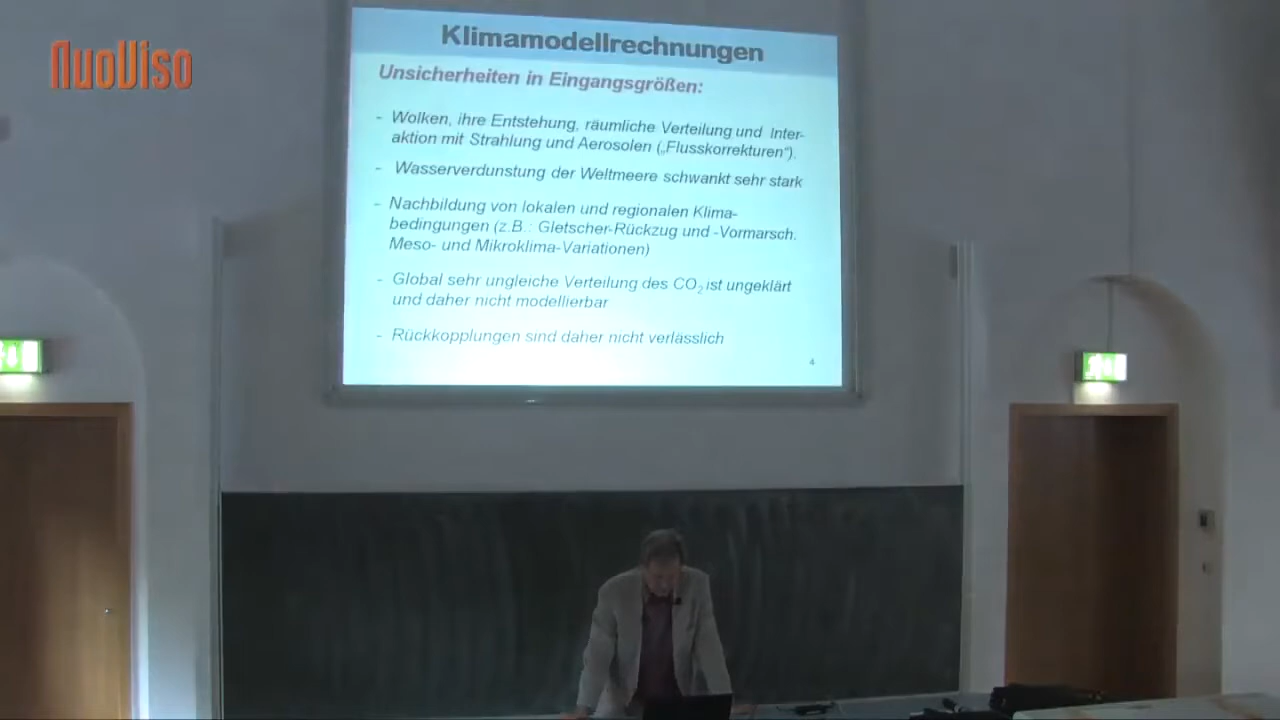 NuoViso
Klimamodellrechnungen
Unsicherheiten in Eingangsgrößen:
- Wolken, ihre Entstehung, räumliche Verteilung und Inter-
aktion mit Strahlung und Aerosolen („Flusskorrekturen“).
- Wasserverdunstung der Weltmeere schwankt sehr stark
- Nachbildung von lokalen und regionalen Klima-
bedingungen (z.B.: Gletscher-Rückzug und -Vormarsch.
Meso- und Mikroklima-Variationen)
- Global sehr ungleiche Verteilung des CO₂ ist ungeklärt
und daher nicht modellierbar
- Rückkopplungen sind daher nicht verlässlich
4